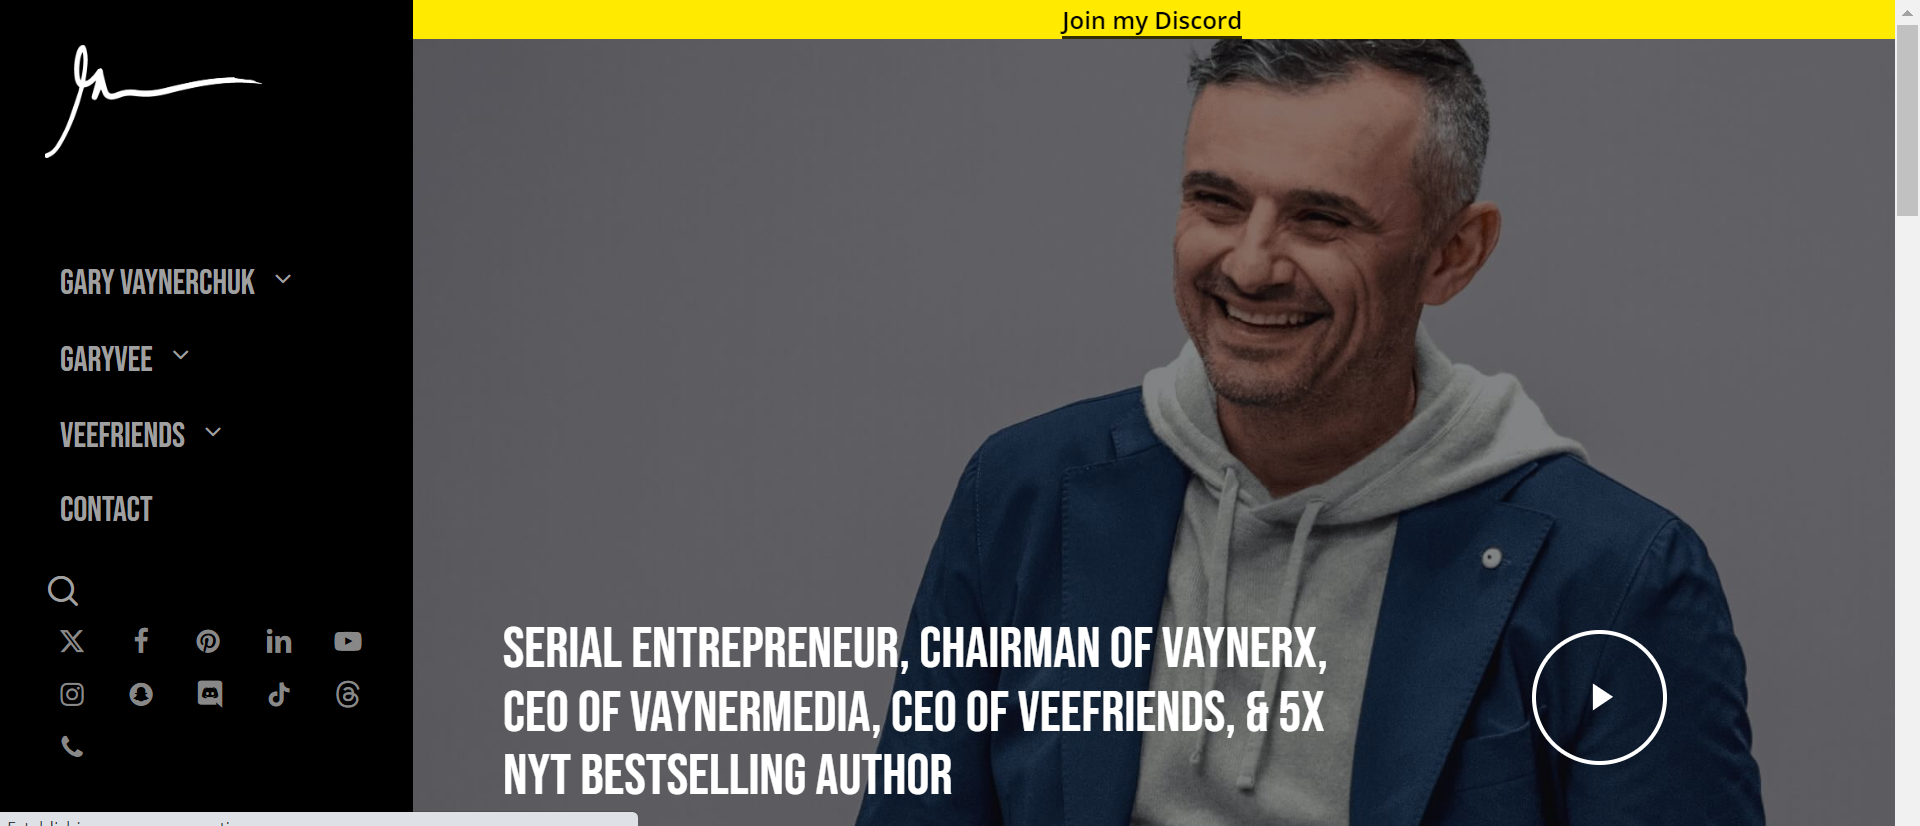 Join my Discord
GARY VAYNERCHUK
GARYVEE
VEEFRIENDS
CONTACT
SERIAL ENTREPRENEUR, CHAIRMAN OF VAYNERX,
CEO OF VAYNERMEDIA, CEO OF VEEFRIENDS, & 5X
NYT BESTSELLING AUTHOR